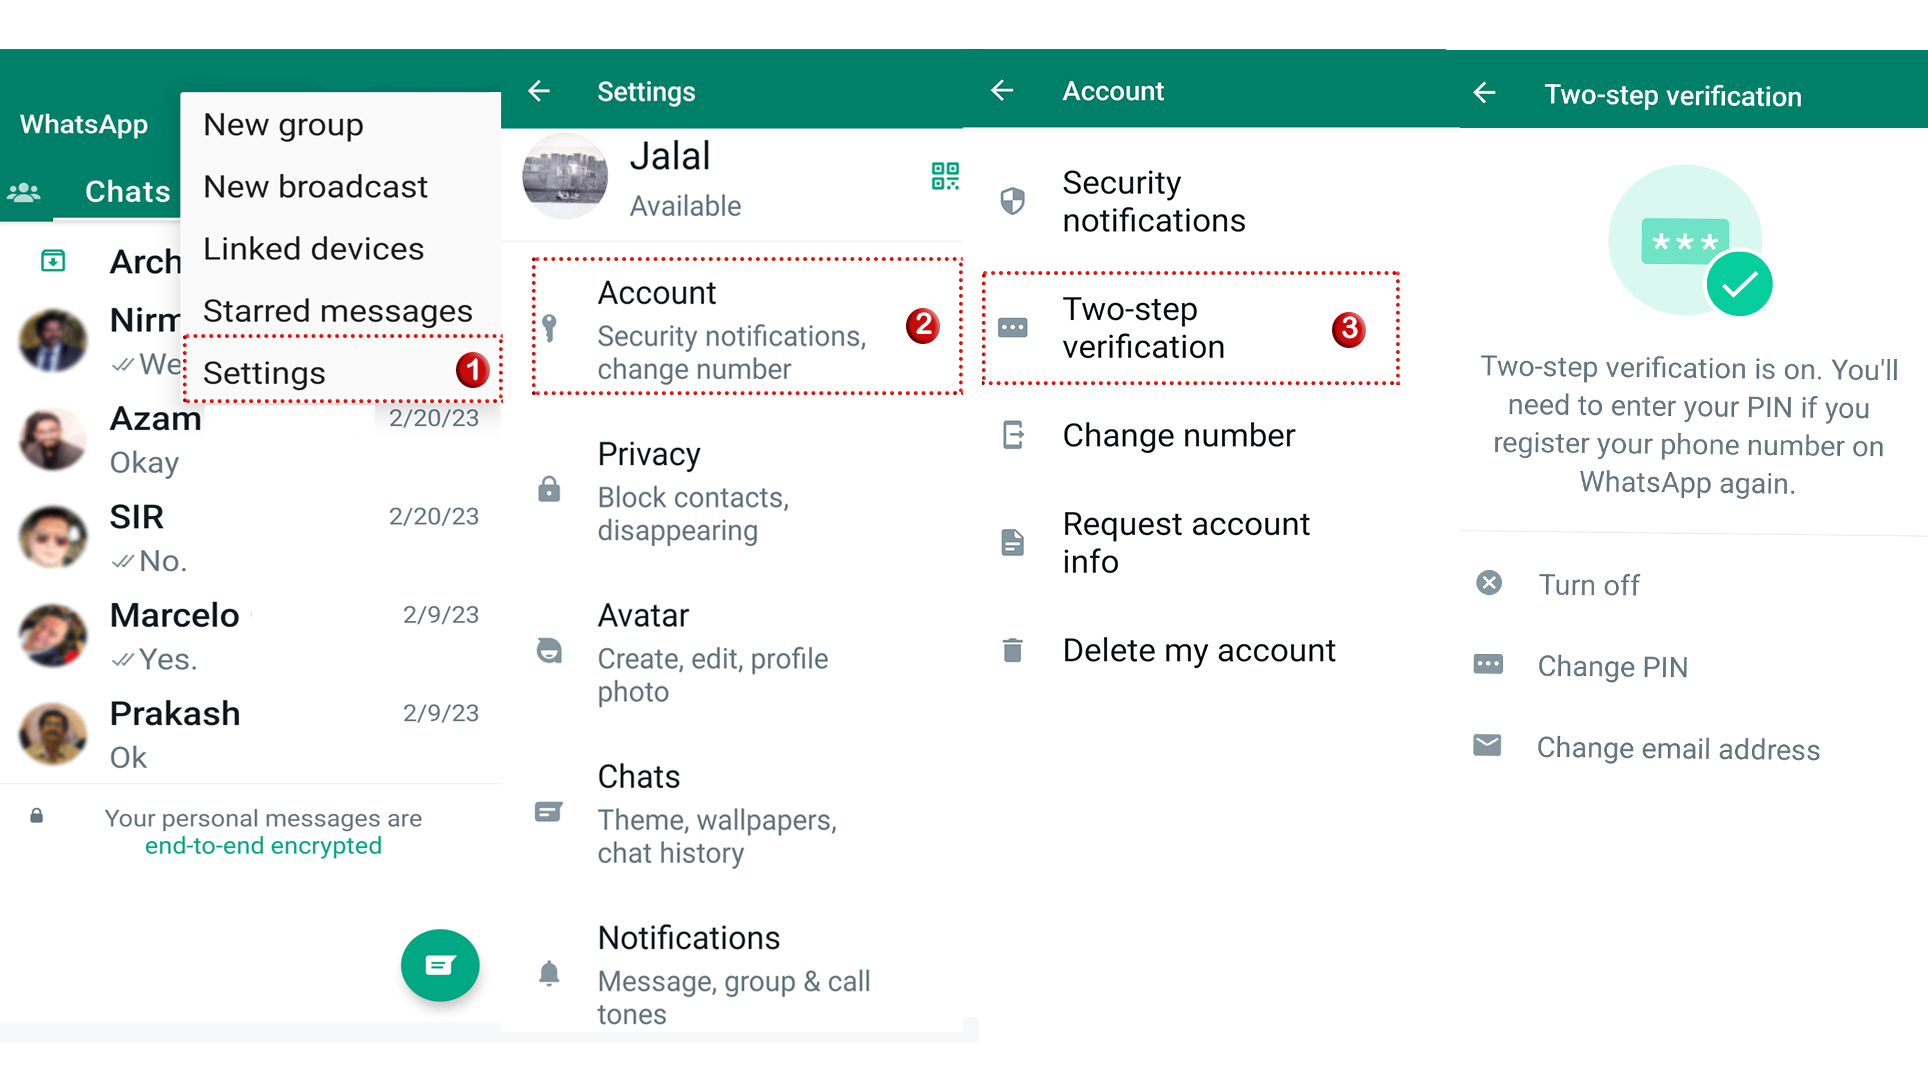 WhatsApp
Chats
New group
New broadcast
Linked devices
Starred messages
Settings
1
Arch
Nirm
We
Azam
2/20/23
Okay
SIR
2/20/23
No.
Marcelo
2/9/23
Yes.
Prakash
2/9/23
Ok
Your personal messages are
end-to-end encrypted
Settings
Jalal
Available
Account
Security notifications,
change number
2
Privacy
Block contacts,
disappearing
Avatar
Create, edit, profile
photo
Chats
Theme, wallpapers,
chat history
Notifications
Message, group & call
tones
Account
Security
notifications
Two-step
verification
3
Change number
Request account
info
Delete my account
Two-step verification
***
Two-step verification is on. You'll
need to enter your PIN if you
register your phone number on
WhatsApp again.
Turn off
Change PIN
Change email address